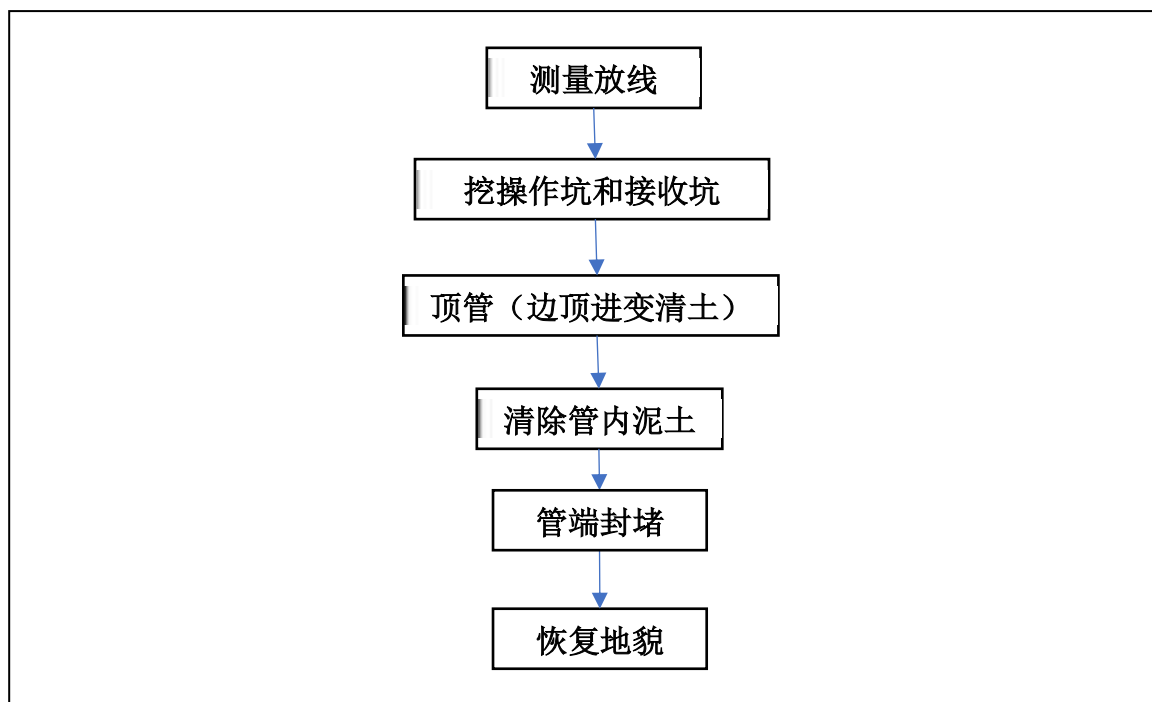 测量放线
挖操作坑和接收坑
顶管（边顶进变清土）
清除管内泥土
管端封堵
恢复地貌